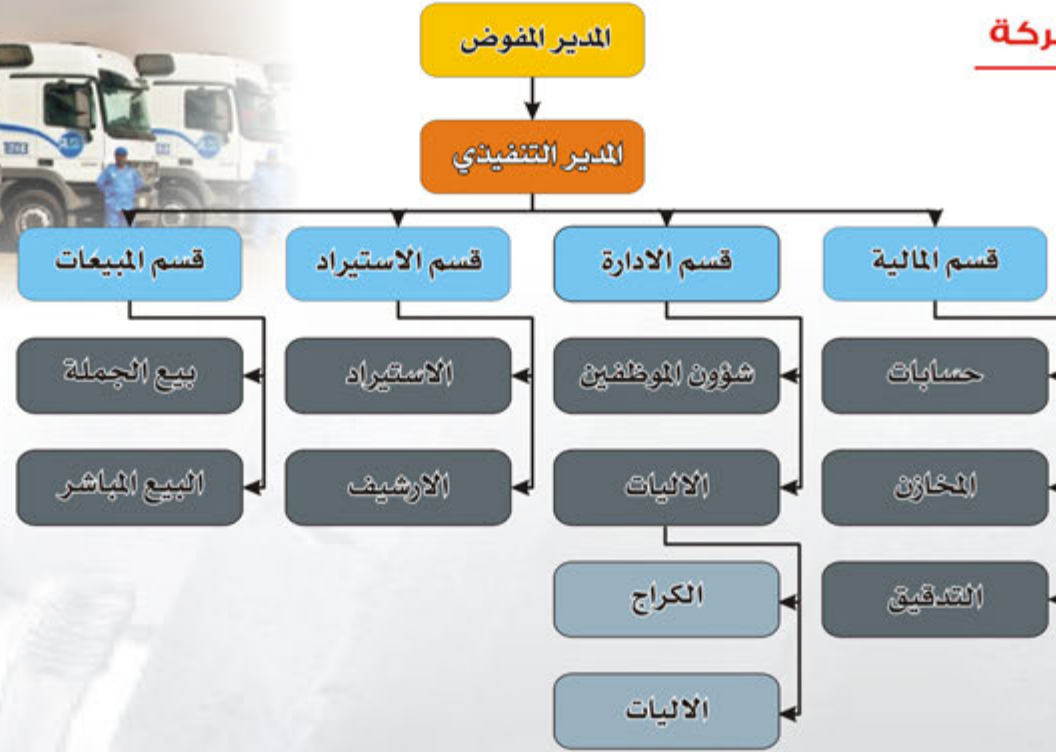 المدير المفوض
المدير التنفيذي
قسم المالية
قسم الادارة
قسم الاستيراد
قسم المبيعات
حسابات
شؤون الموظفين
الاستيراد
بيع الجملة
المخازن
الاليات
الارشيف
البيع المباشر
التدقيق
الكراج
الاليات